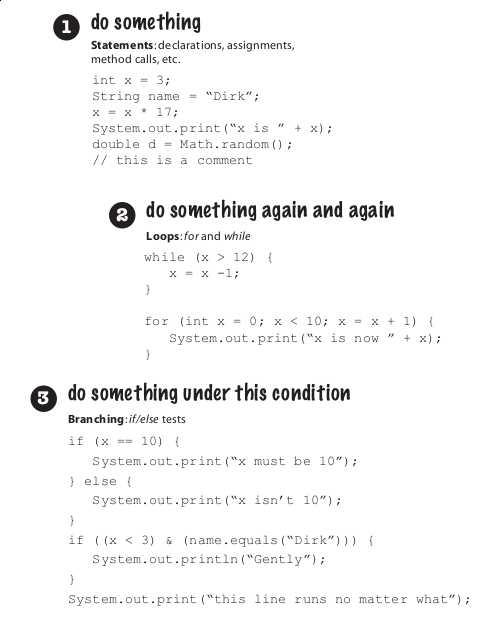 1 do something
Statements: declarations, assignments,
method calls, etc.
int x = 3;
String name = “Dirk”;
x = x * 17;
System.out.print(“x is ” + x);
double d = Math.random();
// this is a comment
2 do something again and again
Loops: for and while
while (x > 12) {
x = x -1;
}
for (int x = 0; x < 10; x = x + 1) {
System.out.print(“x is now ” + x);
}
3 do something under this condition
Branching: if/else tests
if (x == 10) {
System.out.print(“x must be 10”);
} else {
System.out.print(“x isn’t 10”);
}
if ((x < 3) & (name.equals(“Dirk”))) {
System.out.println(“Gently”);
}
System.out.print(“this line runs no matter what”);